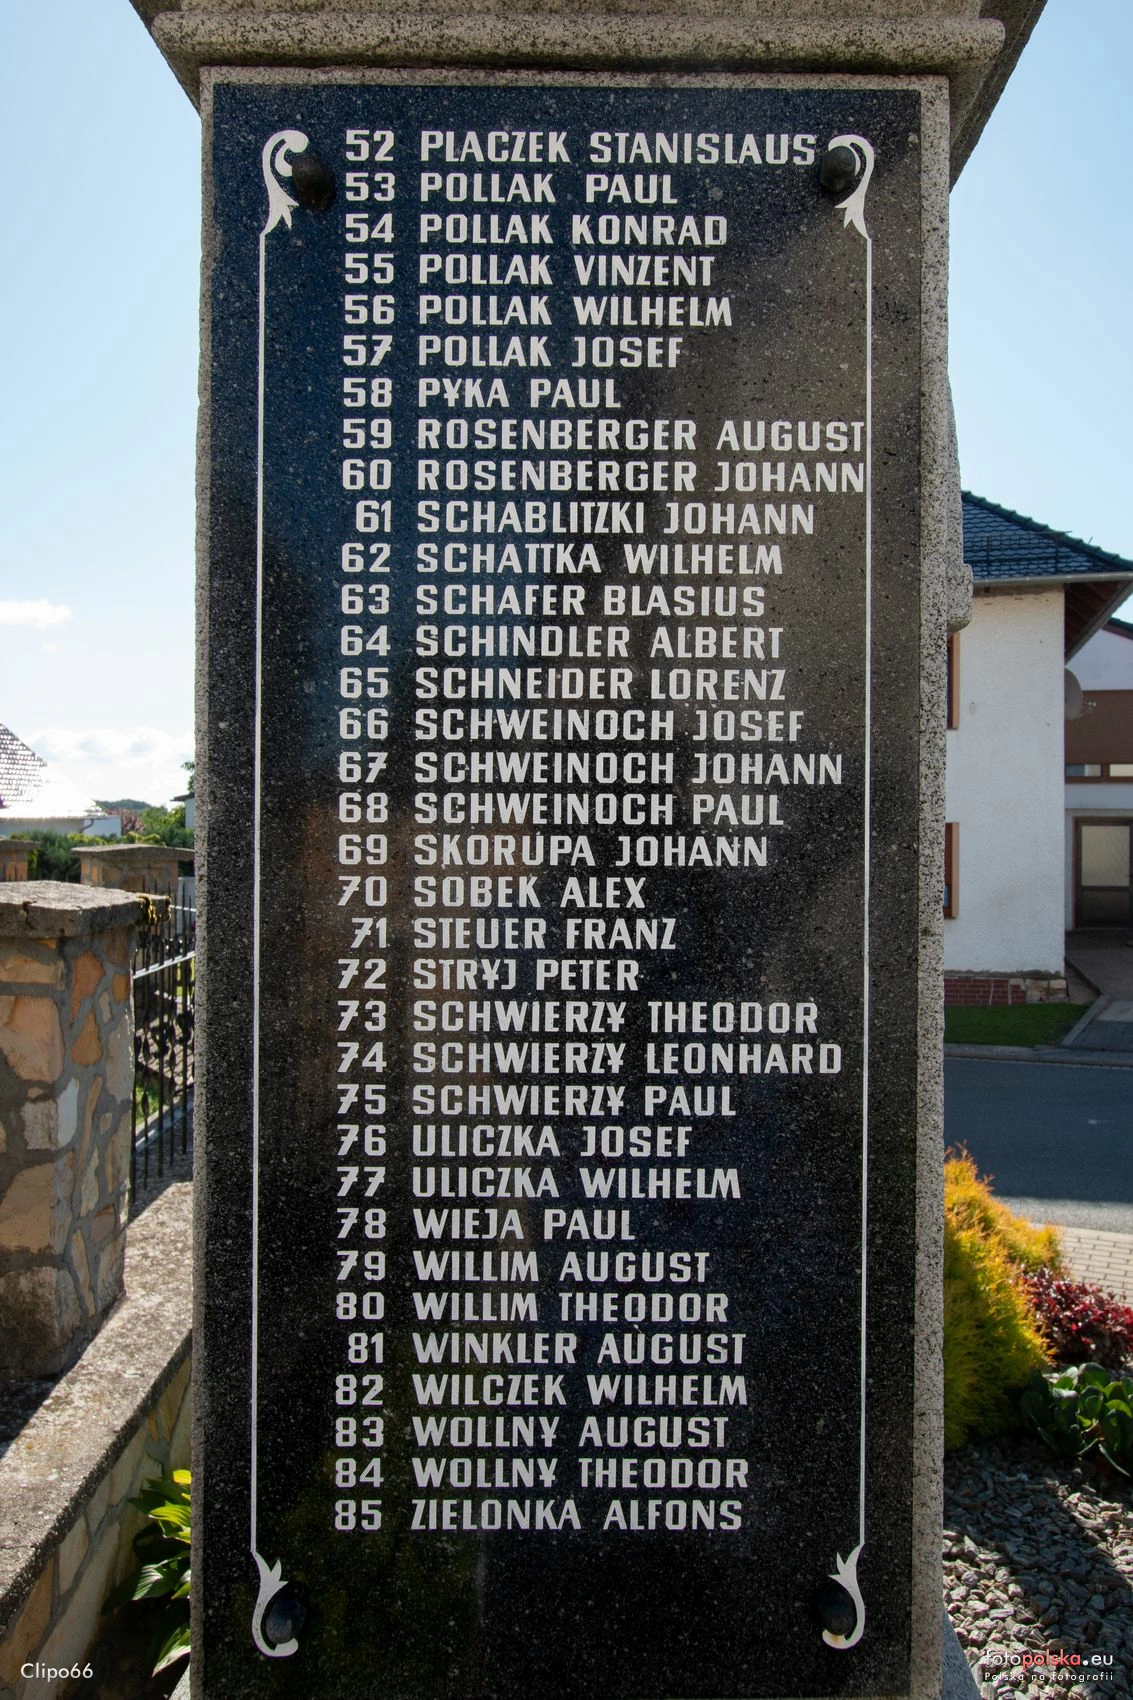 52 PLACZEK STANISLAUS
53 POLLAK PAUL
54 POLLAK KONRAD
55 POLLAK VINZENT
56 POLLAK WILHELM
57 POLLAK JOSEF
58 PYKA PAUL
59 ROSENBERGER AUGUST
60 ROSENBERGER JOHANN
61 SCHABLITZKI JOHANN
62 SCHATTKA WILHELM
63 SCHAFER BLASIUS
64 SCHINDLER ALBERT
65 SCHNEIDER LORENZ
66 SCHWEINOCH JOSEF
67 SCHWEINOCH JOHANN
68 SCHWEINOCH PAUL
69 SKORUPA JOHANN
70 SOBEK ALEX
71 STEUER FRANZ
72 STRYJ PETER
73 SCHWIERZY THEODOR
74 SCHWIERZY LEONHARD
75 SCHWIERZY PAUL
76 ULICZKA JOSEF
77 ULICZKA WILHELM
78 WIEJA PAUL
79 WILLIM AUGUST
80 WILLIM THEODOR
81 WINKLER AUGUST
82 WILCZEK WILHELM
83 WOLLNY AUGUST
84 WOLLNY THEODOR
85 ZIELONKA ALFONS
Clipo66
fotopolska.eu
Polska na fotografii